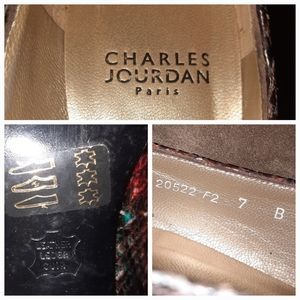 CHARLES
JOURDAN
Paris
20522 F2 7 B